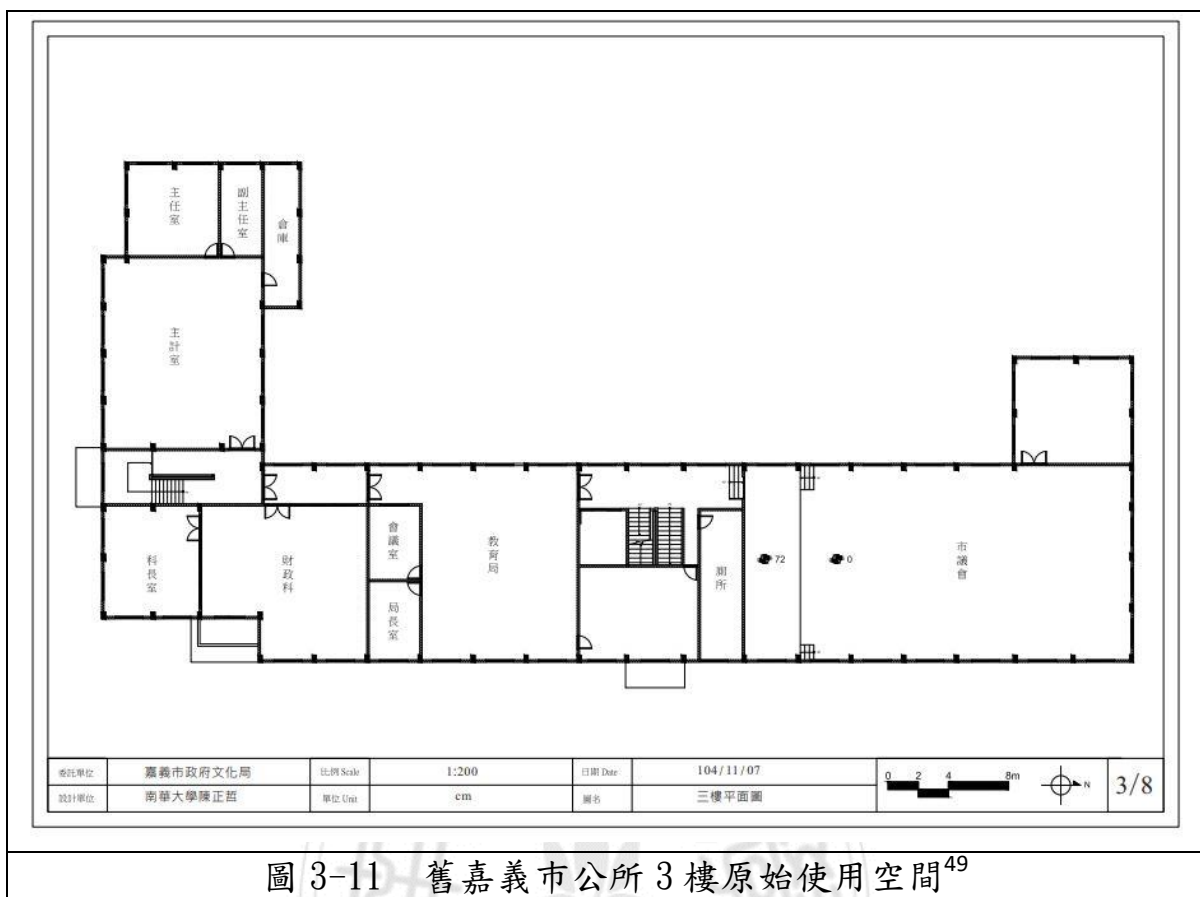 主任室
副主任室
倉庫
主計室
科長室
財政科
會議室
局長室
教育局
廁所
72
0
市議會
委託單位 嘉義市政府文化局 比例 Scale 1:200 日期 Date 104/11/07
設計單位 南華大學陳正哲 單位 Unit cm 圖名 三樓平面圖
0 2 4 8m
N
3/8
圖 3-11 舊嘉義市公所 3 樓原始使用空間49